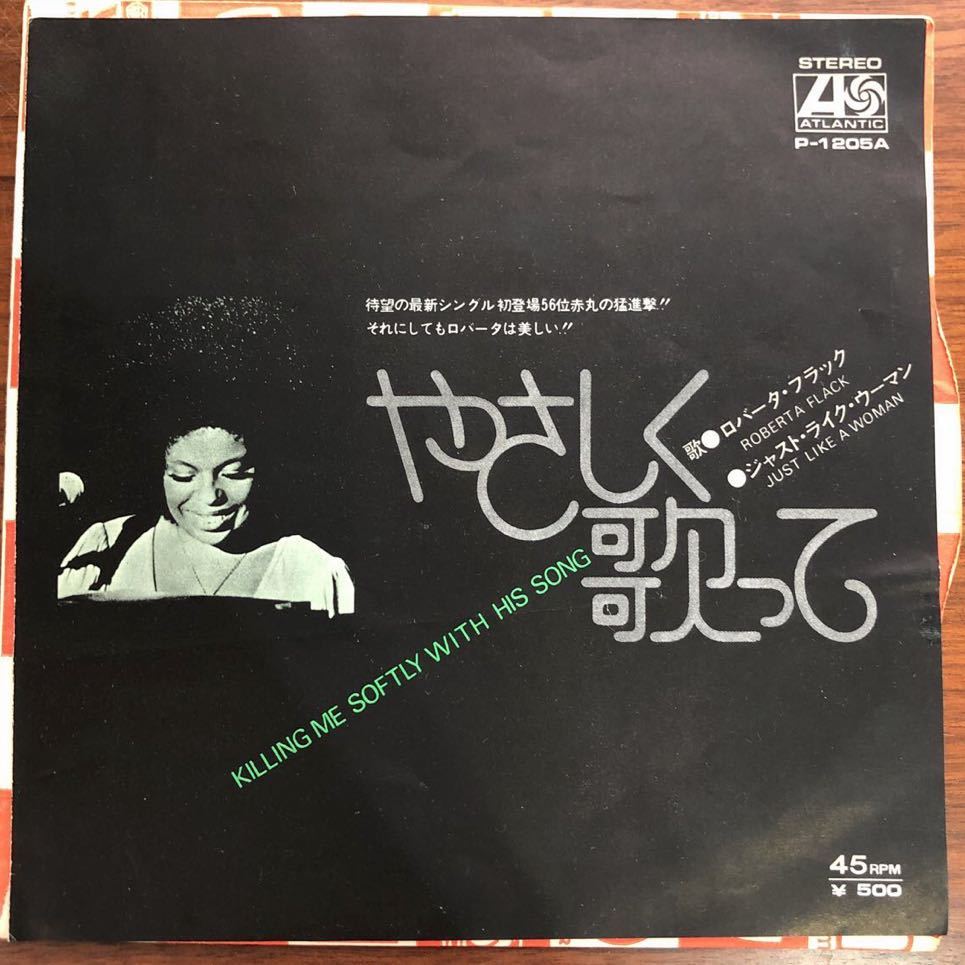 STEREO
ATLANTIC
P-1205A
待望の最新シングル初登場56位赤丸の猛進撃!!
それにしてもロバータは美しい!!
やさしく
歌って
歌●ロバータ・フラック
ROBERTA FLACK
●ジャスト・ライク・ウーマン
JUST LIKE A WOMAN
KILLING ME SOFTLY WITH HIS SONG
45RPM
¥ 500